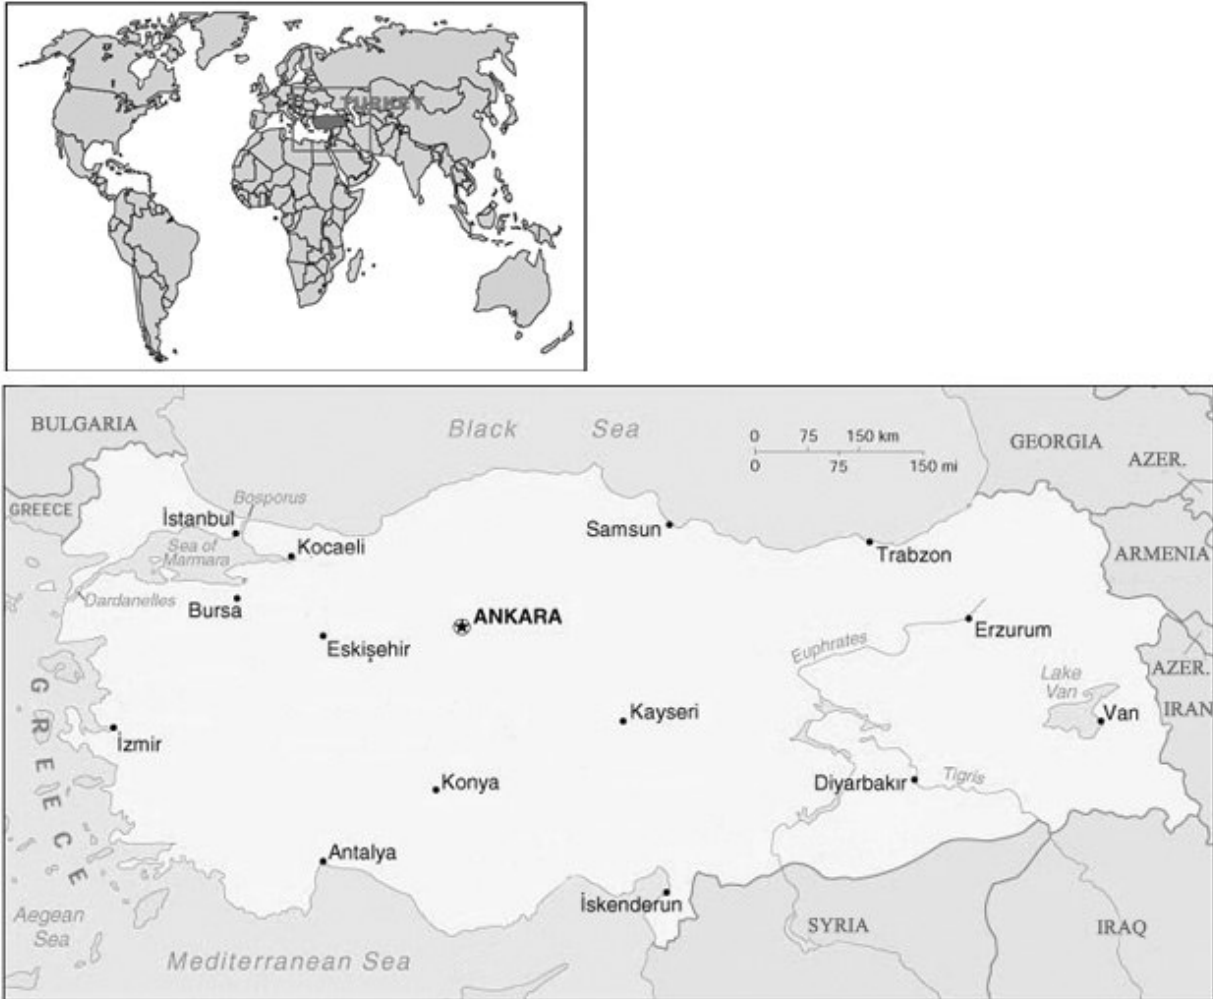 TURKEY
BULGARIA
Black Sea
0 75 150 km
0 75 150 mi
GEORGIA
AZER.
GREECE
Bosporus
İstanbul
Kocaeli
Sea of
Marmara
Samsun
Trabzon
ARMENIA
Dardanelles
Bursa
ANKARA
Eskişehir
Erzurum
Euphrates
Lake
Van
AZER.
IRAN
GREECE
İzmir
Kayseri
Van
Konya
Diyarbakır
Tigris
Antalya
İskenderun
Aegean
Sea
SYRIA
IRAQ
Mediterranean Sea